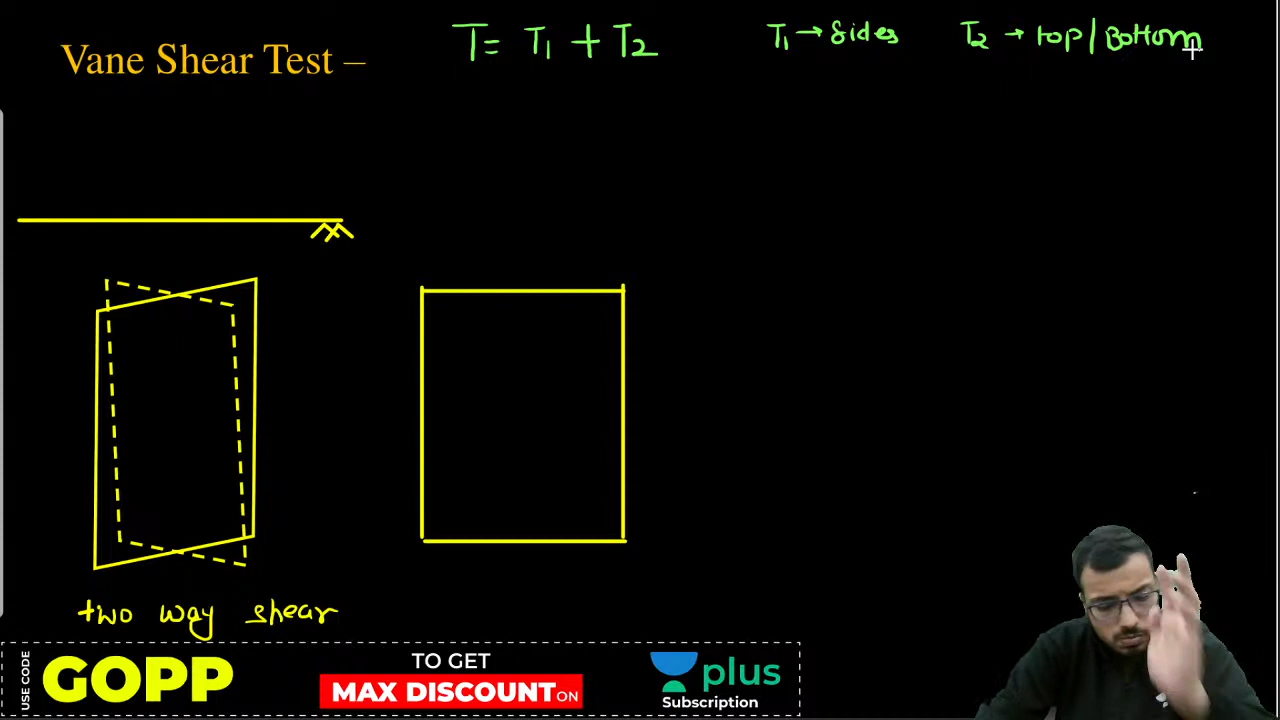 Vane Shear Test –
T = T1 + T2
T1 → Sides
T2 → top/Bottom
two way shear
USE CODE
GOPP
TO GET
MAX DISCOUNT ON
plus
Subscription